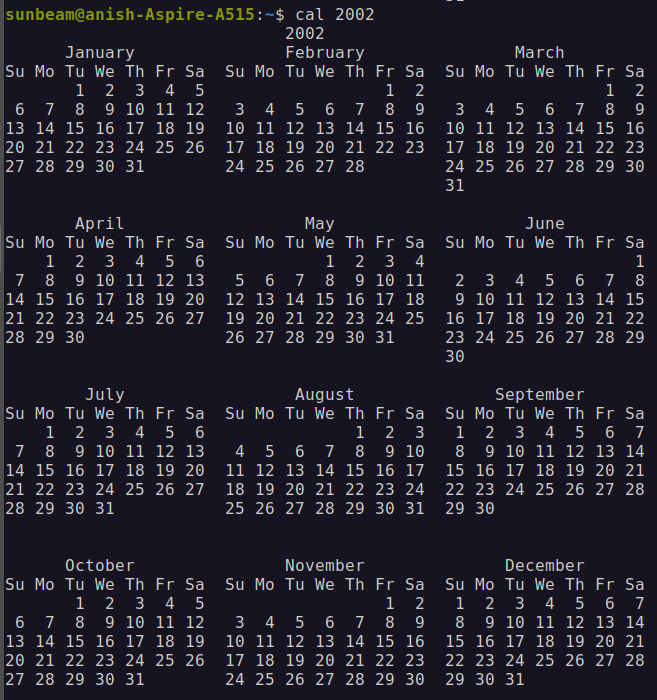 31
sunbeam@anish-Aspire-A515:~$ cal 2002
                            2002
      January               February               March
Su Mo Tu We Th Fr Sa  Su Mo Tu We Th Fr Sa  Su Mo Tu We Th Fr Sa
       1  2  3  4  5                  1  2                  1  2
 6  7  8  9 10 11 12   3  4  5  6  7  8  9   3  4  5  6  7  8  9
13 14 15 16 17 18 19  10 11 12 13 14 15 16  10 11 12 13 14 15 16
20 21 22 23 24 25 26  17 18 19 20 21 22 23  17 18 19 20 21 22 23
27 28 29 30 31        24 25 26 27 28        24 25 26 27 28 29 30
                                            31
       April                  May                   June
Su Mo Tu We Th Fr Sa  Su Mo Tu We Th Fr Sa  Su Mo Tu We Th Fr Sa
    1  2  3  4  5  6            1  2  3  4                     1
 7  8  9 10 11 12 13   5  6  7  8  9 10 11   2  3  4  5  6  7  8
14 15 16 17 18 19 20  12 13 14 15 16 17 18   9 10 11 12 13 14 15
21 22 23 24 25 26 27  19 20 21 22 23 24 25  16 17 18 19 20 21 22
28 29 30              26 27 28 29 30 31     23 24 25 26 27 28 29
                                            30
        July                 August              September
Su Mo Tu We Th Fr Sa  Su Mo Tu We Th Fr Sa  Su Mo Tu We Th Fr Sa
    1  2  3  4  5  6               1  2  3   1  2  3  4  5  6  7
 7  8  9 10 11 12 13   4  5  6  7  8  9 10   8  9 10 11 12 13 14
14 15 16 17 18 19 20  11 12 13 14 15 16 17  15 16 17 18 19 20 21
21 22 23 24 25 26 27  18 19 20 21 22 23 24  22 23 24 25 26 27 28
28 29 30 31           25 26 27 28 29 30 31  29 30
      October               November              December
Su Mo Tu We Th Fr Sa  Su Mo Tu We Th Fr Sa  Su Mo Tu We Th Fr Sa
       1  2  3  4  5                  1  2   1  2  3  4  5  6  7
 6  7  8  9 10 11 12   3  4  5  6  7  8  9   8  9 10 11 12 13 14
13 14 15 16 17 18 19  10 11 12 13 14 15 16  15 16 17 18 19 20 21
20 21 22 23 24 25 26  17 18 19 20 21 22 23  22 23 24 25 26 27 28
27 28 29 30 31        24 25 26 27 28 29 30  29 30 31